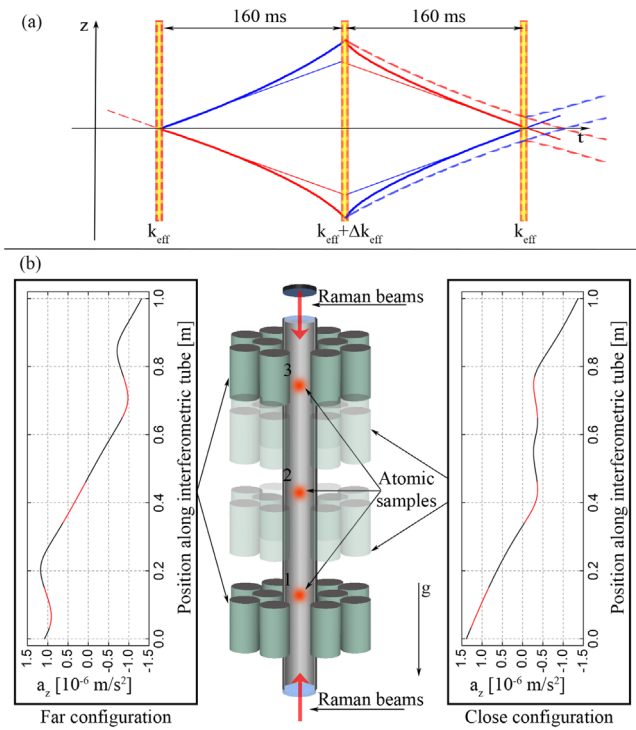 (a)
z
160 ms
160 ms
t
k_eff
k_eff+Δk_eff
k_eff
(b)
Position along interferometric tube [m]
0.0
0.2
0.4
0.6
0.8
1.0
1.5
1.0
0.5
0.0
-0.5
-1.0
-1.5
a_z [10^-6 m/s^2]
Far configuration
Raman beams
3
2
1
Atomic
samples
g
Raman beams
Position along interferometric tube [m]
0.0
0.2
0.4
0.6
0.8
1.0
1.5
1.0
0.5
0.0
-0.5
-1.0
-1.5
a_z [10^-6 m/s^2]
Close configuration